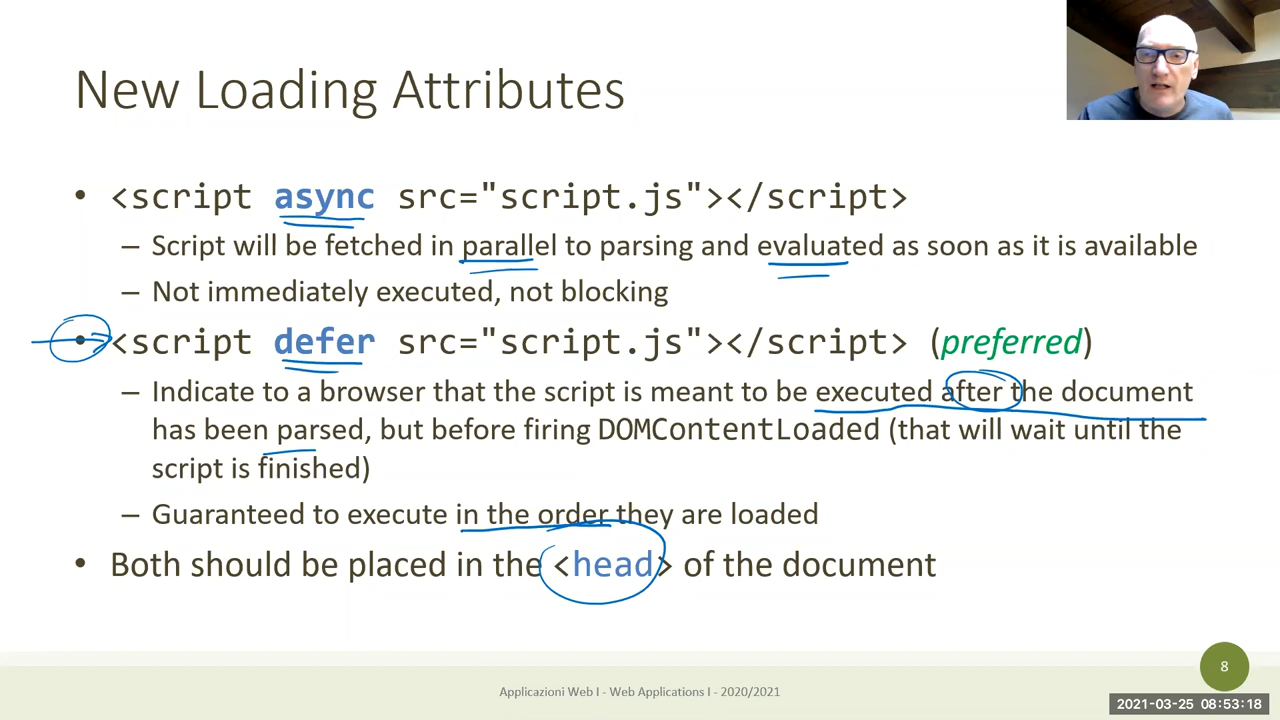 New Loading Attributes
• <script async src="script.js"></script>
– Script will be fetched in parallel to parsing and evaluated as soon as it is available
– Not immediately executed, not blocking
• <script defer src="script.js"></script> (preferred)
– Indicate to a browser that the script is meant to be executed after the document
has been parsed, but before firing DOMContentLoaded (that will wait until the
script is finished)
– Guaranteed to execute in the order they are loaded
• Both should be placed in the <head> of the document
8
Applicazioni Web I - Web Applications I - 2020/2021
2021-03-25 08:53:18